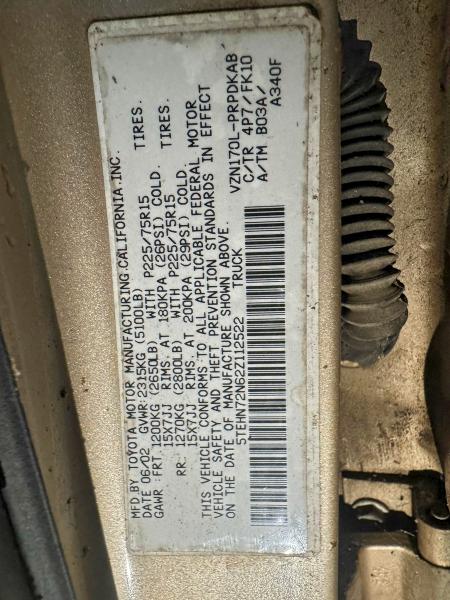 MFD.BY TOYOTA MOTOR MANUFACTURING CALIFORNIA,INC.
DATE 06/02 GVWR 2315KG (5100LB)
GAWR :FRT. 1200KG (2650LB) WITH P225/75R15 TIRES.
15X7JJ RIMS. AT 180KPA (26PSI) COLD.
RR. 1270KG (2800LB) WITH P225/75R15 TIRES.
15X7JJ RIMS. AT 200KPA (29PSI) COLD.
THIS VEHICLE CONFORMS TO ALL APPLICABLE FEDERAL MOTOR
VEHICLE SAFETY AND THEFT PREVENTION STANDARDS IN EFFECT
ON THE DATE OF MANUFACTURE SHOWN ABOVE.
5TEHN72N62Z112522 TRUCK
VZN170L-PRPDKAB
C/TR 4P7/FK10
A/TM B03A/
A340F